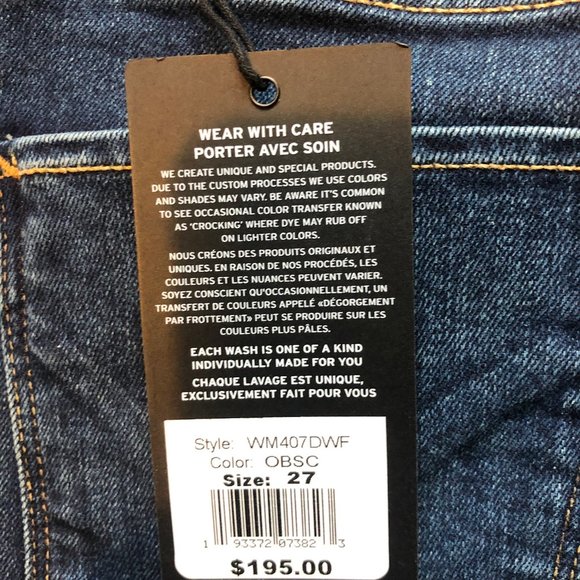 WEAR WITH CARE
PORTER AVEC SOIN
WE CREATE UNIQUE AND SPECIAL PRODUCTS.
DUE TO THE CUSTOM PROCESSES WE USE COLORS
AND SHADES MAY VARY. BE AWARE IT'S COMMON
TO SEE OCCASIONAL COLOR TRANSFER KNOWN
AS 'CROCKING' WHERE DYE MAY RUB OFF
ON LIGHTER COLORS.
NOUS CRÉONS DES PRODUITS ORIGINAUX ET
UNIQUES. EN RAISON DE NOS PROCÉDÉS, LES
COULEURS ET LES NUANCES PEUVENT VARIER.
SOYEZ CONSCIENT QU'OCCASIONNELLEMENT, UN
TRANSFERT DE COULEURS APPELÉ «DÉGORGEMENT
PAR FROTTEMENT» PEUT SE PRODUIRE SUR LES
COULEURS PLUS PÂLES.
EACH WASH IS ONE OF A KIND
INDIVIDUALLY MADE FOR YOU
CHAQUE LAVAGE EST UNIQUE,
EXCLUSIVEMENT FAIT POUR VOUS
Style: WM407DWF
Color: OBSC
Size: 27
1 93372 07382 3
$195.00